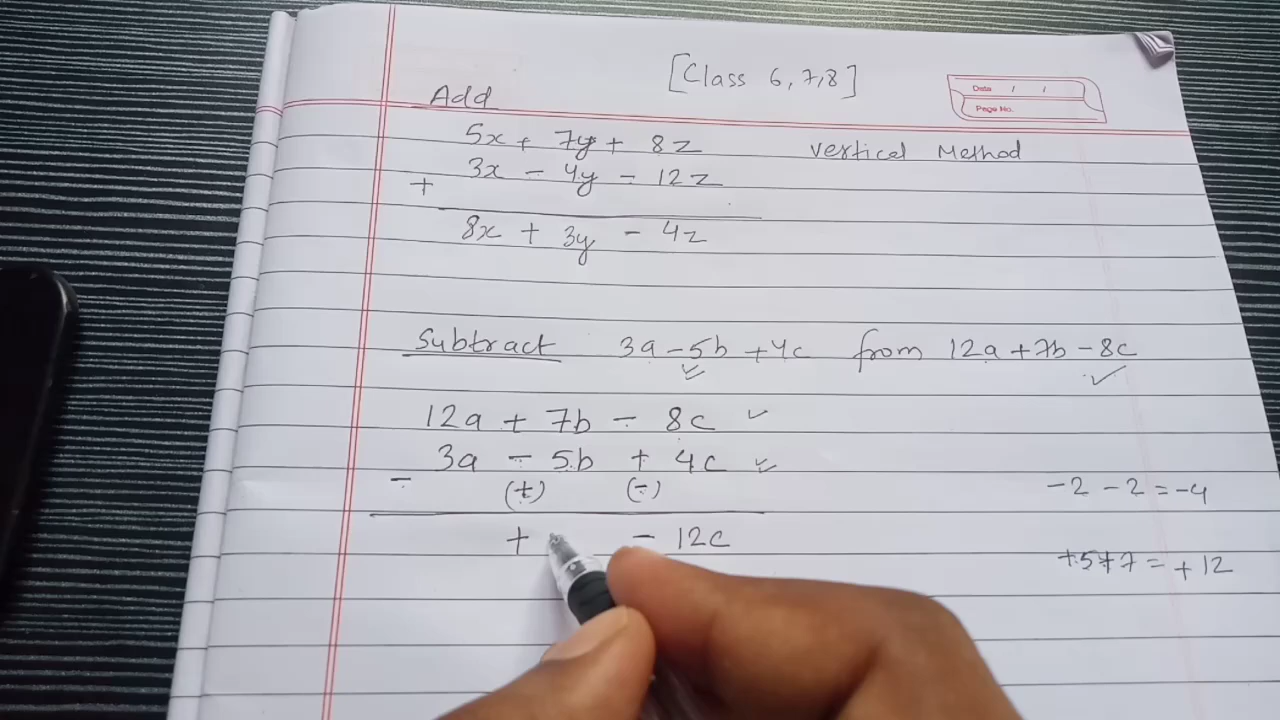 [Class 6, 7, 8]
Date / /
Page No.
Add
5x + 7y + 8z vertical Method
3x - 4y - 12z
+
8x + 3y - 4z
Subtract 3a - 5b + 4c from 12a + 7b - 8c
12a + 7b - 8c
3a - 5b + 4c
- (+) (-)
-2 -2 = -4
+ - 12c
+5+7 = +12